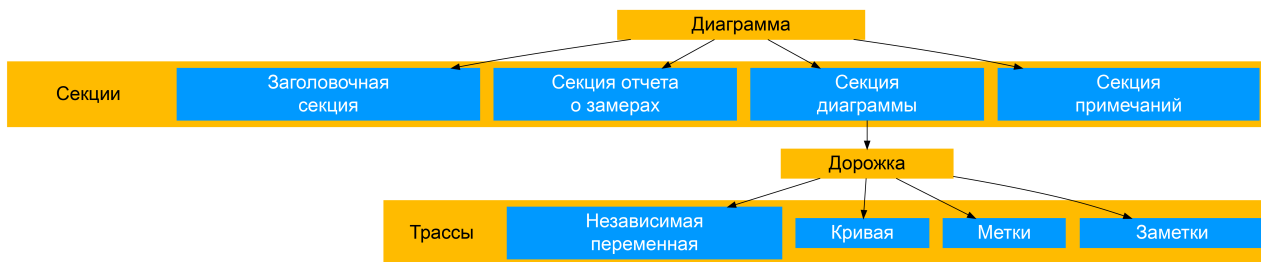 Диаграмма
Секции
Заголовочная
секция
Секция отчета
о замерах
Секция
диаграммы
Секция
примечаний
Дорожка
Трассы
Независимая
переменная
Кривая
Метки
Заметки